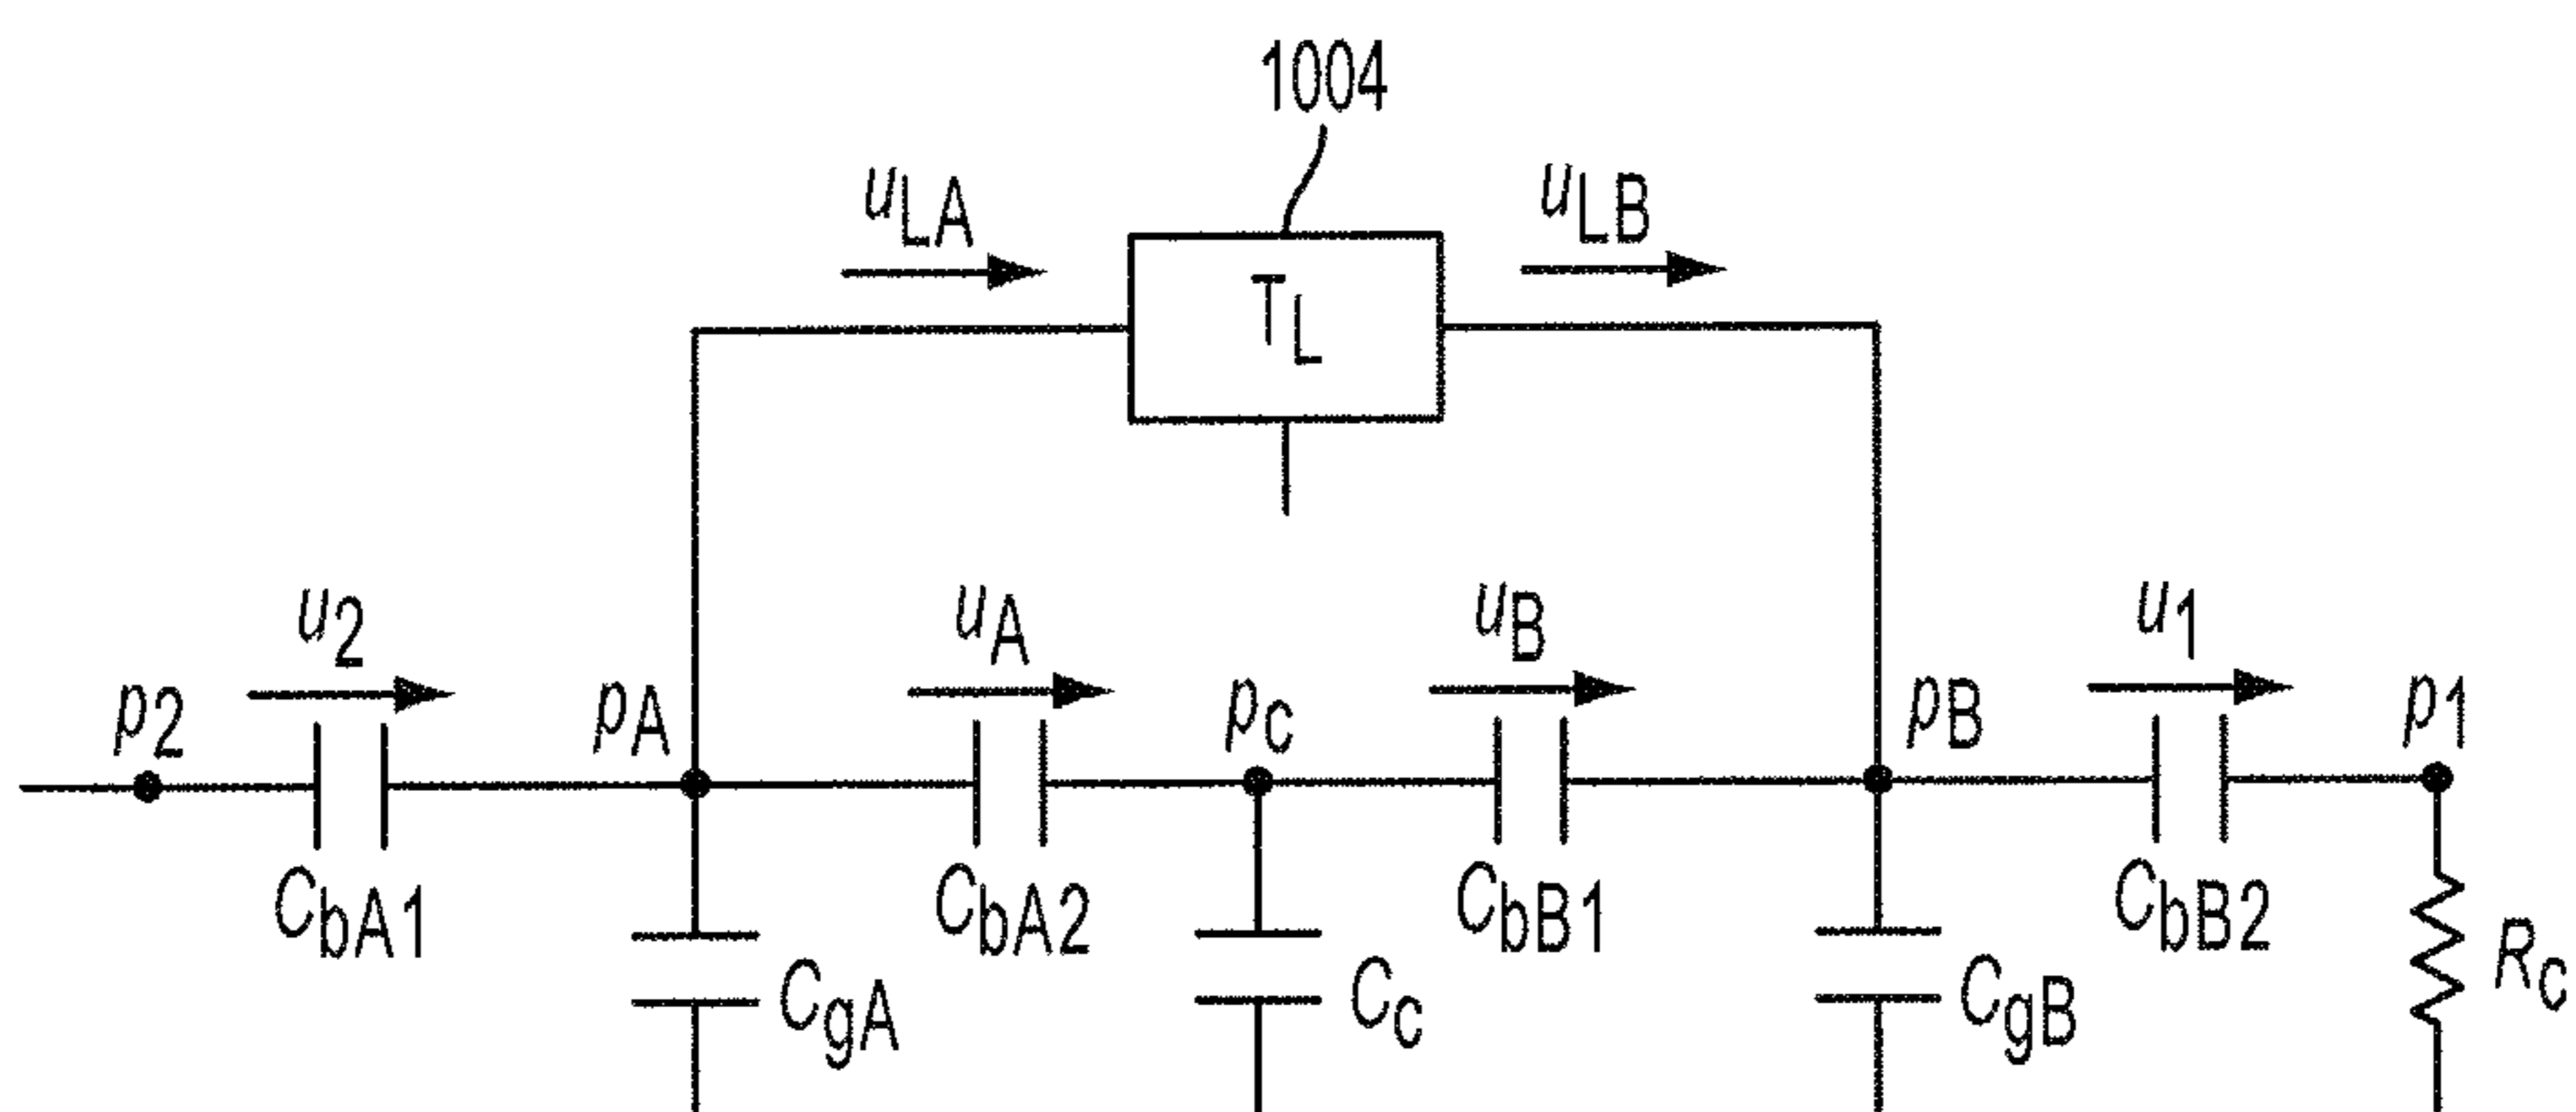 1004
uLA
uLB
TL
u2
uA
uB
u1
p2
pA
pc
pB
p1
CbA1
CbA2
CbB1
CbB2
CgA
Cc
CgB
Rc